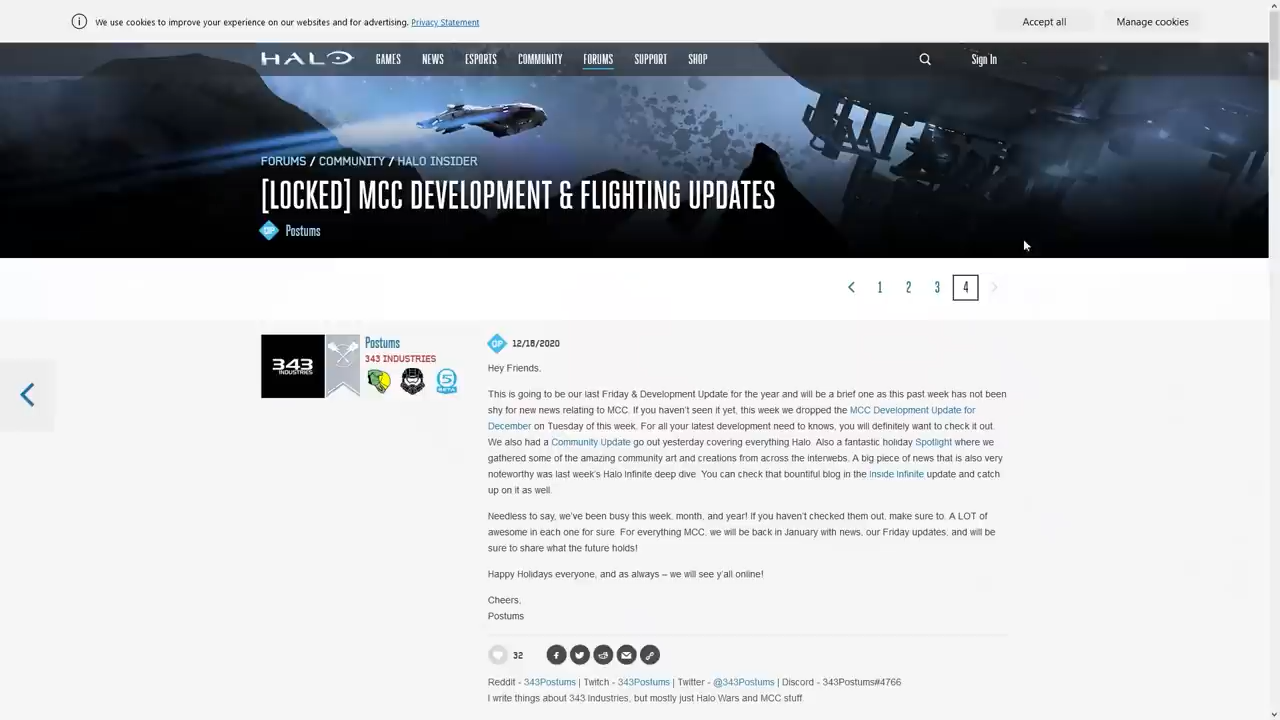 We use cookies to improve your experience on our websites and for advertising. Privacy Statement
Accept all
Manage cookies
HALO
GAMES
NEWS
ESPORTS
COMMUNITY
FORUMS
SUPPORT
SHOP
Sign In
FORUMS / COMMUNITY / HALO INSIDER
[LOCKED] MCC DEVELOPMENT & FLIGHTING UPDATES
OP Postums
1 2 3 4
343 INDUSTRIES
Postums
343 INDUSTRIES
5 BETA
OP 12/18/2020
Hey Friends,
This is going to be our last Friday & Development Update for the year and will be a brief one as this past week has not been
shy for new news relating to MCC. If you haven't seen it yet, this week we dropped the MCC Development Update for
December on Tuesday of this week. For all your latest development need to knows, you will definitely want to check it out.
We also had a Community Update go out yesterday covering everything Halo. Also a fantastic holiday Spotlight where we
gathered some of the amazing community art and creations from across the interwebs. A big piece of news that is also very
noteworthy was last week's Halo Infinite deep dive. You can check that bountiful blog in the Inside Infinite update and catch
up on it as well.
Needless to say, we've been busy this week, month, and year! If you haven't checked them out, make sure to. A LOT of
awesome in each one for sure. For everything MCC, we will be back in January with news, our Friday updates, and will be
sure to share what the future holds!
Happy Holidays everyone, and as always – we will see y'all online!
Cheers,
Postums
32
Reddit - 343Postums | Twitch - 343Postums | Twitter - @343Postums | Discord - 343Postums#4766
I write things about 343 Industries, but mostly just Halo Wars and MCC stuff.